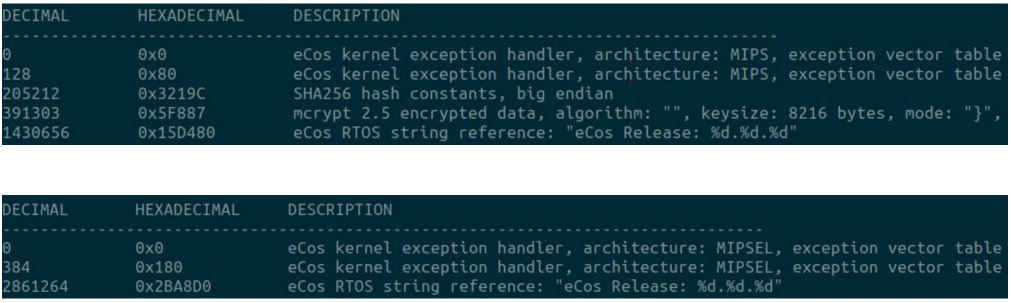 DECIMAL HEXADECIMAL DESCRIPTION
--------------------------------------------------------------------------------
0 0x0 eCos kernel exception handler, architecture: MIPS, exception vector table
128 0x80 eCos kernel exception handler, architecture: MIPS, exception vector table
205212 0x3219C SHA256 hash constants, big endian
391303 0x5F887 mcrypt 2.5 encrypted data, algorithm: "", keysize: 8216 bytes, mode: "}",
1430656 0x15D480 eCos RTOS string reference: "eCos Release: %d.%d.%d"
DECIMAL HEXADECIMAL DESCRIPTION
--------------------------------------------------------------------------------
0 0x0 eCos kernel exception handler, architecture: MIPSEL, exception vector table
384 0x180 eCos kernel exception handler, architecture: MIPSEL, exception vector table
2861264 0x2BA8D0 eCos RTOS string reference: "eCos Release: %d.%d.%d"